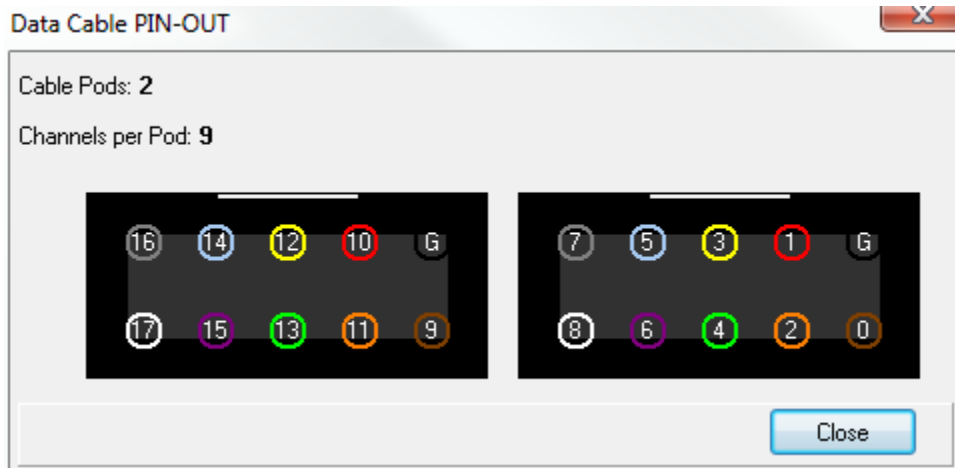 Data Cable PIN-OUT
X
Cable Pods: 2
Channels per Pod: 9
16 14 12 10 G
17 15 13 11 9
7 5 3 1 G
8 6 4 2 0
Close